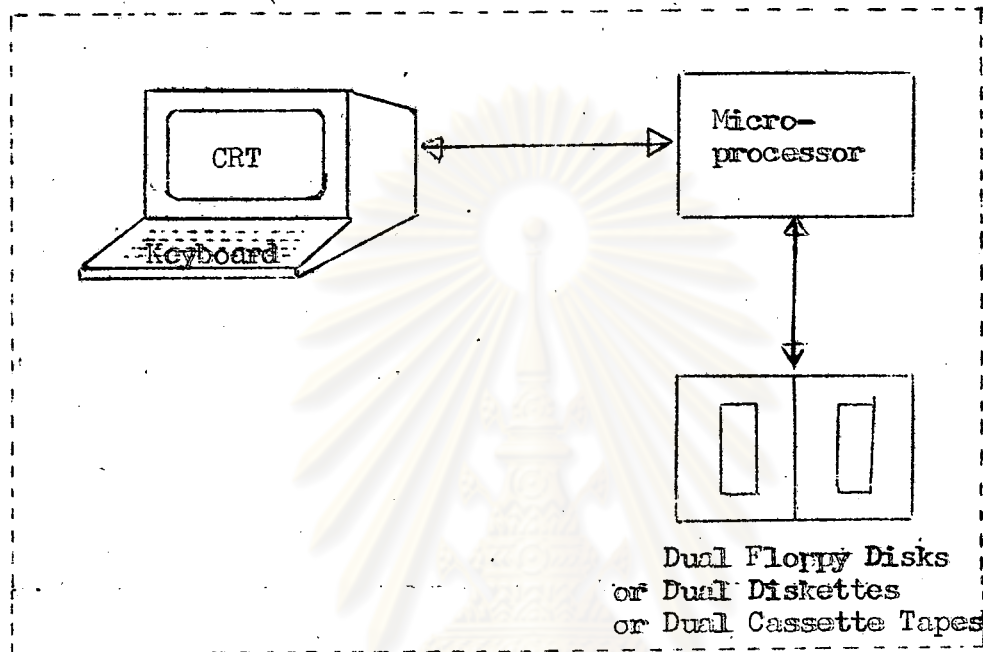 CRT
Keyboard
Micro-
processor
Dual Floppy Disks
or Dual Diskettes
or Dual Cassette Tapes